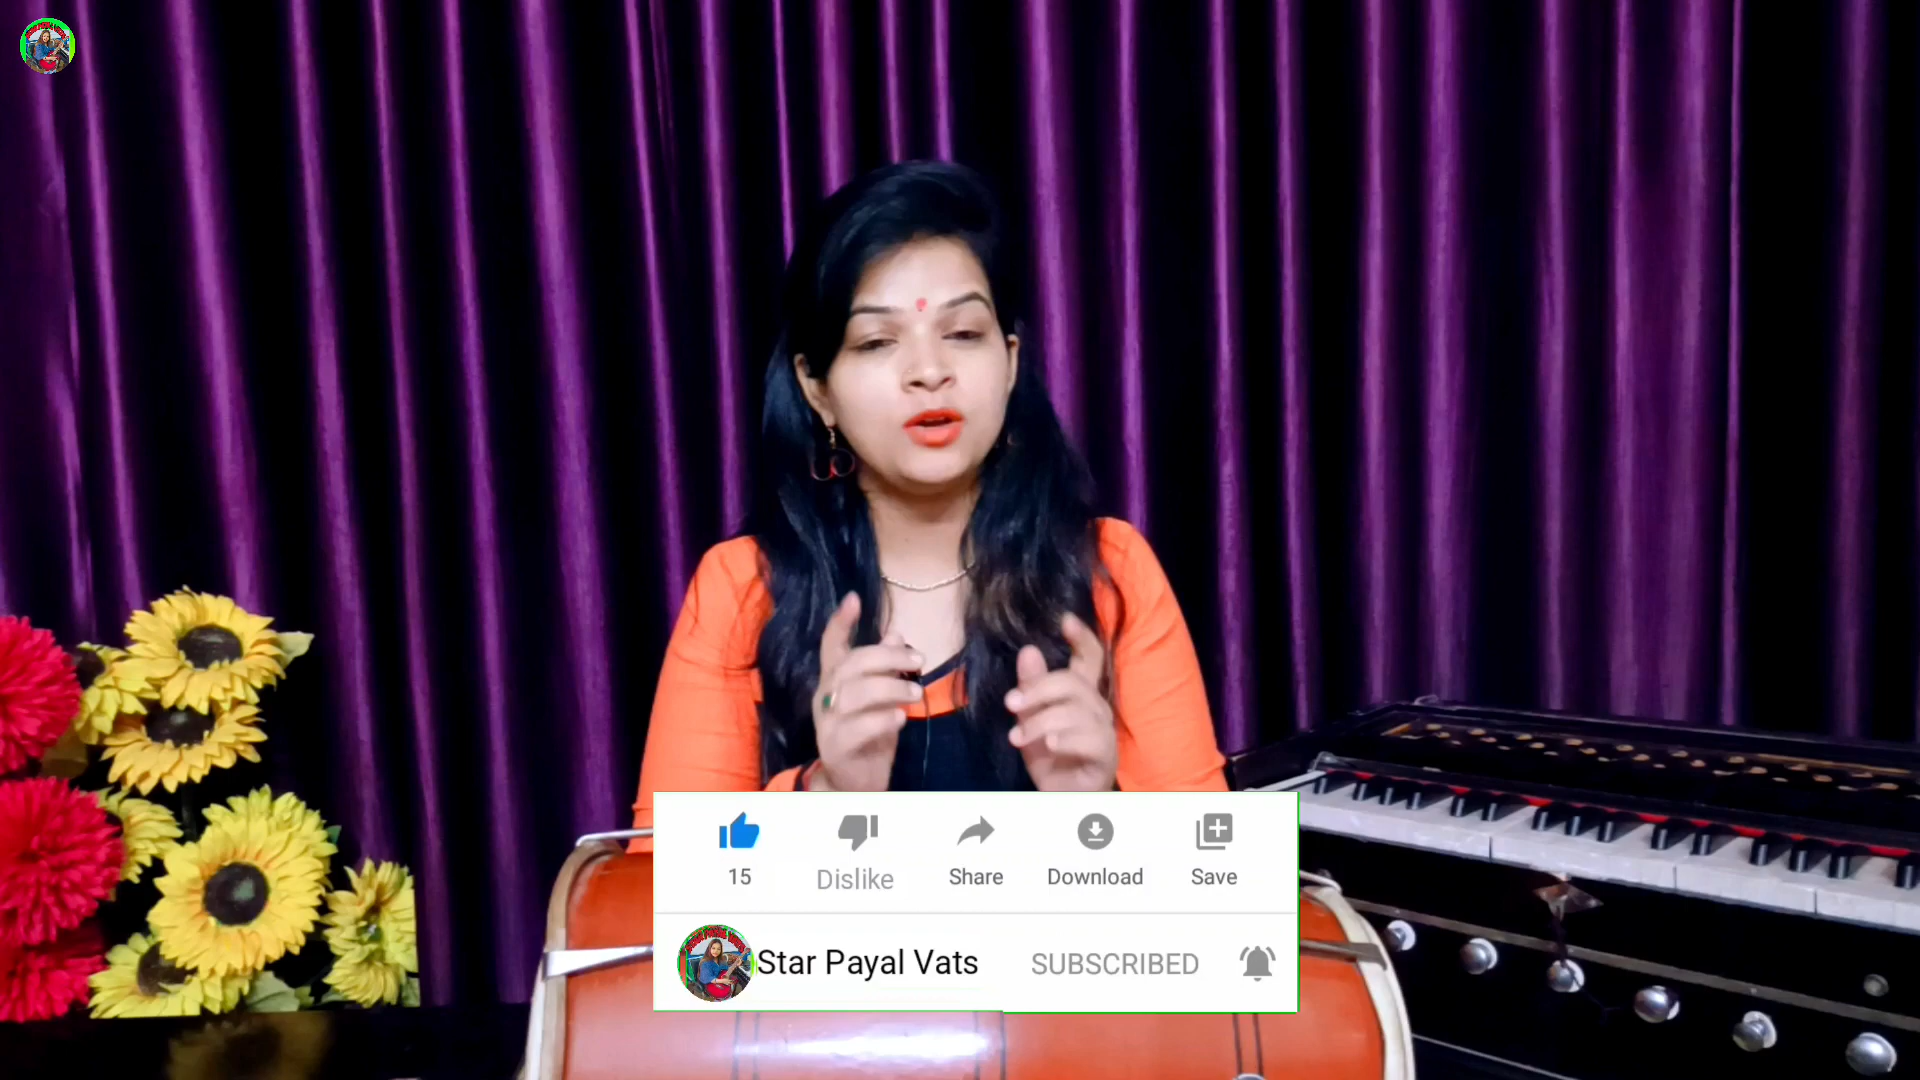 15
Dislike
Share
Download
Save
Star Payal Vats
SUBSCRIBED